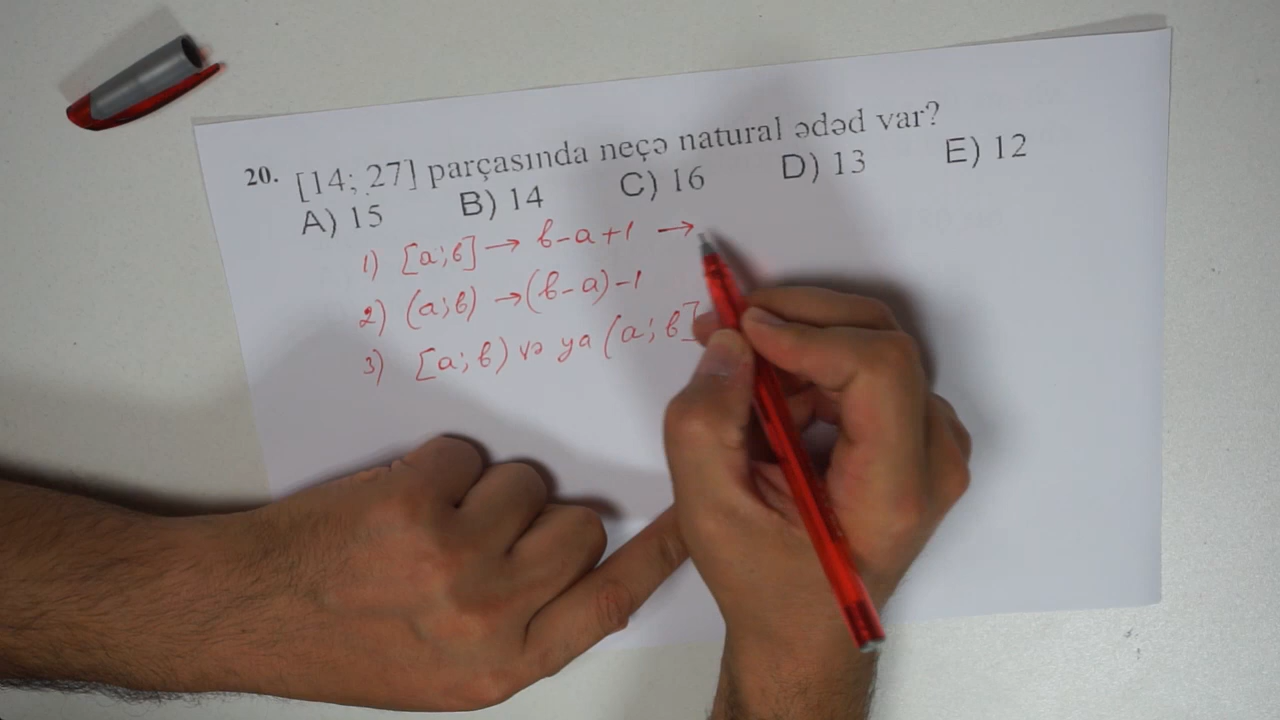 20. [14; 27] parçasında neçə natural ədəd var?
A) 15 B) 14 C) 16 D) 13 E) 12
1) [a;b] → b-a+1 →
2) (a;b) → (b-a)-1
3) [a;b) və ya (a;b]